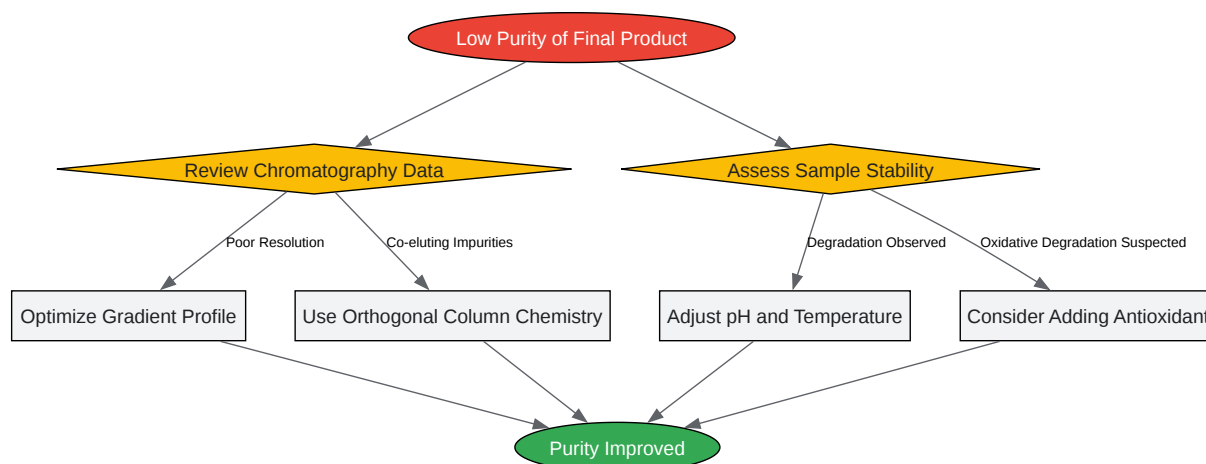 Low Purity of Final Product
Review Chromatography Data
Assess Sample Stability
Poor Resolution
Co-eluting Impurities
Degradation Observed
Oxidative Degradation Suspected
Optimize Gradient Profile
Use Orthogonal Column Chemistry
Adjust pH and Temperature
Consider Adding Antioxidant
Purity Improved